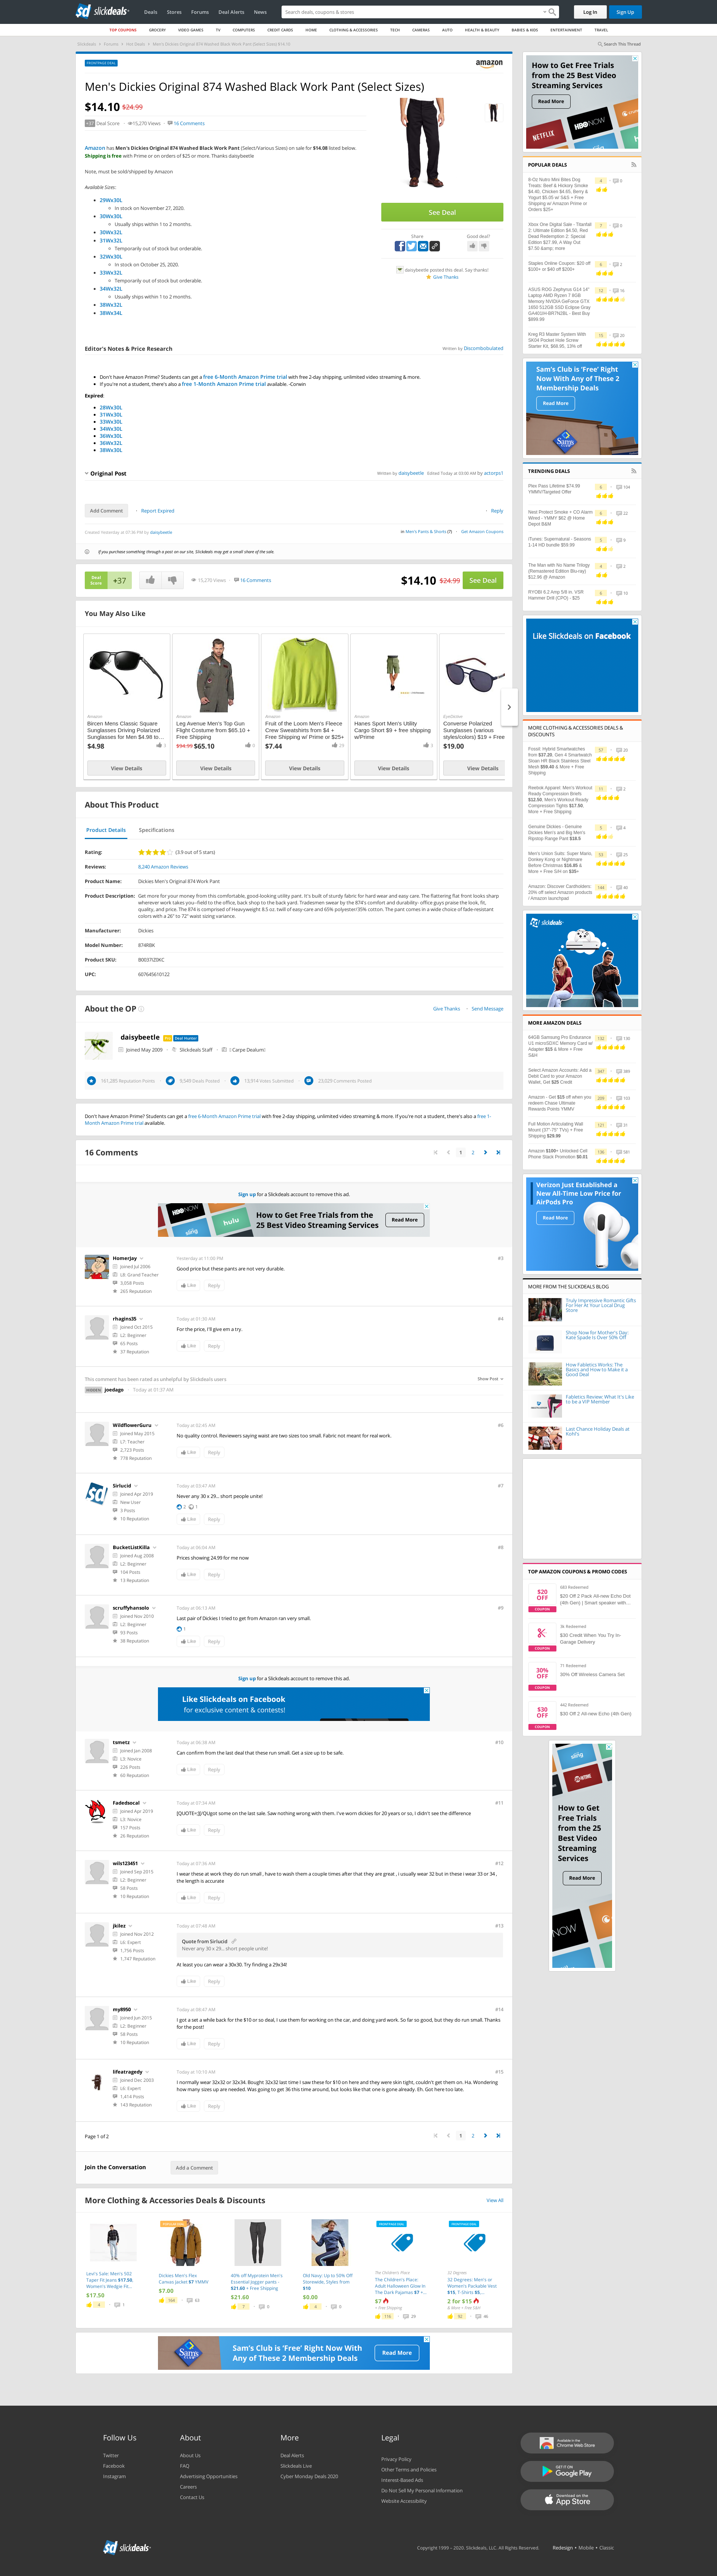 slickdeals
Deals Stores Forums Deal Alerts News
Search deals, coupons & stores
Log In Sign Up
TOP COUPONS GROCERY VIDEO GAMES TV COMPUTERS CREDIT CARDS HOME CLOTHING & ACCESSORIES TECH CAMERAS AUTO HEALTH & BEAUTY BABIES & KIDS ENTERTAINMENT TRAVEL
Search This Thread
FRONTPAGE DEAL
amazon
Men's Dickies Original 874 Washed Black Work Pant (Select Sizes)
$14.10 $24.99
+37 Deal Score 15,270 Views 16 Comments
Amazon has Men's Dickies Original 874 Washed Black Work Pant (Select/Various Sizes) on sale for $14.08 listed below.
Shipping is free with Prime or on orders of $25 or more. Thanks daisybeetle
Note, must be sold/shipped by Amazon
Available Sizes:
29Wx30L
In stock on November 27, 2020.
30Wx30L
Usually ships within 1 to 2 months.
30Wx32L
31Wx32L
Temporarily out of stock but orderable.
32Wx30L
In stock on October 25, 2020.
33Wx32L
Temporarily out of stock but orderable.
34Wx32L
Usually ships within 1 to 2 months.
38Wx32L
38Wx34L
See Deal
Share Good deal?
daisybeetle posted this deal. Say thanks!
Give Thanks
Editor's Notes & Price Research
Written by Discombobulated
Don't have Amazon Prime? Students can get a free 6-Month Amazon Prime trial with free 2-day shipping, unlimited video streaming & more.
If you're not a student, there's also a free 1-Month Amazon Prime trial available. -Corwin
Expired:
28Wx30L
31Wx30L
33Wx30L
34Wx30L
36Wx30L
36Wx32L
38Wx30L
Original Post
Written by daisybeetle Edited Today at 03:00 AM by actorps1
Add Comment Report Expired Reply
Created Yesterday at 07:36 PM by daisybeetle
in Men's Pants & Shorts (7) Get Amazon Coupons
If you purchase something through a post on our site, Slickdeals may get a small share of the sale.
Deal Score +37 15,270 Views 16 Comments $14.10 $24.99 See Deal
You May Also Like
Amazon
Bircen Mens Classic Square Sunglasses Driving Polarized Sunglasses for Men $4.98 to...
$4.98
View Details
Amazon
Leg Avenue Men's Top Gun Flight Costume from $65.10 + Free Shipping
$94.99 $65.10
View Details
Amazon
Fruit of the Loom Men's Fleece Crew Sweatshirts from $4 + Free Shipping w/ Prime or $25+
$7.44
View Details
Amazon
Hanes Sport Men's Utility Cargo Short $9 + free shipping w/Prime
View Details
Converse Polarized Sunglasses (various styles/colors) $19 + Free
$19.00
View Details
About This Product
Product Details Specifications
Rating: (3.9 out of 5 stars)
Reviews: 8,240 Amazon Reviews
Product Name: Dickies Men's Original 874 Work Pant
Product Description: Get more for your money than this comfortable, good-looking, hardworking utility pant. It's built of sturdy fabric for hard wear and easy care. The flattening flat front looks sharp
wherever work takes you--field to the office, back shop to the back road. Tradesmen swear by the 874's comfort and durability- office guys praise the look, the fit,
quality, and price. The 874 is comprised of Heavyweight 8.5 oz. twill of easy-care and 65% polyester/35% cotton. The pant comes in a wide choice of fade-resistant
colors with 26" to 72" waist sizing variance.
Manufacturer: Dickies
Model Number: 874RBK
Product SKU: B0037IZ0KC
UPC: 607645610122
About the OP
Give Thanks Send Message
daisybeetle Pro Deal Hunter
Joined May 2009 Slickdeals Staff I Carpe Dealum!
161,285 Reputation Points 9,549 Deals Posted 13,914 Votes Submitted 23,029 Comments Posted
Don't have Amazon Prime? Students can get a free 6-Month Amazon Prime trial with free 2-day shipping, unlimited video streaming & more. If you're not a student, there's also a free 1-
Month Amazon Prime trial available.
16 Comments
1 2
Sign up for a Slickdeals account to remove this ad.
How to Get Free Trials from the
25 Best Video Streaming Services
Read More
Homerjay Yesterday at 11:00 PM #3
Joined Jul 2000
L8: Grand Teacher
3,058 Posts
265 Reputation
Good price but these pants are not very durable.
Like Reply
rhagins35 Today at 01:30 AM #4
Joined Oct 2015
L2: Beginner
65 Posts
37 Reputation
For the price, I'll give em a try.
Like Reply
This comment has been rated as unhelpful by Slickdeals users Show Post
joedago Today at 01:37 AM
WildflowerGuru Today at 02:45 AM #6
Joined May 2015
L7: Teacher
2,723 Posts
778 Reputation
No quality control. Reviewers saying waist are two sizes too small. Fabric not meant for real work.
Like Reply
Sirlucid Today at 03:47 AM #7
Joined Apr 2019
New User
3 Posts
10 Reputation
Never any 30 x 29... short people unite!
2 1
Like Reply
BucketListKilla Today at 06:04 AM #8
Joined Aug 2008
L2: Beginner
104 Posts
13 Reputation
Prices showing 24.99 for me now
Like Reply
scruffyhansolo Today at 06:13 AM #9
Joined Nov 2010
L2: Beginner
93 Posts
38 Reputation
Last pair of Dickies I tried to get from Amazon ran very small.
1
Like Reply
Sign up for a Slickdeals account to remove this ad.
Like Slickdeals on Facebook
for exclusive content & contests!
tsmetz Today at 06:38 AM #10
Joined Jan 2008
L3: Novice
226 Posts
60 Reputation
Can confirm from the last deal that these run small. Get a size up to be safe.
Like Reply
Fadedsocal Today at 07:34 AM #11
Joined Apr 2019
L3: Novice
157 Posts
26 Reputation
[QUOTE=;][/QU]got some on the last sale. Saw nothing wrong with them. I've worn dickies for 20 years or so, I didn't see the difference
Like Reply
wils123451 Today at 07:36 AM #12
Joined Sep 2015
L2: Beginner
58 Posts
10 Reputation
I wear these at work they do run small , have to wash them a couple times after that they are great , i usually wear 32 but in these i wear 33 or 34 ,
the length is accurate
Like Reply
jkilez Today at 07:48 AM #13
Joined Nov 2012
L6: Expert
1,756 Posts
1,747 Reputation
Quote from Sirlucid
Never any 30 x 29... short people unite!
At least you can wear a 30x30. Try finding a 29x34!
Like Reply
my8950 Today at 08:47 AM #14
Joined Jun 2015
L2: Beginner
58 Posts
10 Reputation
I got a set a while back for the $10 or so deal, I use them for working on the car, and doing yard work. So far so good, but they do run small. Thanks
for the post!
Like Reply
lifeatragedy Today at 10:19 AM #15
Joined Dec 2003
L6: Expert
1,414 Posts
143 Reputation
I normally wear 32x32 or 32x34. Bought 32x32 last time I saw these for $10 on here and they were skin tight, couldn't get them on. Ha. Wondering
how many sizes up are needed. Was going to get 36 this time around, but looks like that one is gone already. Eh. Got here too late.
Like Reply
Page 1 of 2
1 2
Join the Conversation Add a Comment
More Clothing & Accessories Deals & Discounts View All
Levi's Sale: Men's 502 Taper Fit Jeans $17.50, Women's Wedgie Fit...
$17.50
Dickies Men's Flex Canvas Jacket $7 YMMV
$7.00
40% off Myprotein Men's Essential Jogger pants - $21.60 + Free Shipping
$21.60
Old Navy: Up to 50% Off Storewide, Styles from $10
$0.00
The Children's Place
The Children's Place: Adult Halloween Glow In The Dark Pajamas $7 +...
$7
+ Free Shipping
32 Degrees
32 Degrees: Men's or Women's Packable Vest $15, T-Shirts $5...
2 for $15
Sam's Club is 'Free' Right Now With
Any of These 2 Membership Deals
Read More
How to Get Free Trials
from the 25 Best Video
Streaming Services
Read More
POPULAR DEALS
6-Oz Nutro Mini Bites Dog Treats: Beef & Hickory Smoke $4.40, Chicken $4.65, Berry & Yogurt $5.05 w/ S&S + Free Shipping w/ Amazon Prime or Orders $25+
Xbox One Digital Sale - Titanfall 2: Ultimate Edition $4.50, Red Dead Redemption 2: Special Edition $27.99, A Way Out $7.50 &amp; more
Staples Online Coupon: $20 off $100+ or $40 off $200+
ASUS ROG Zephyrus G14 14" Laptop AMD Ryzen 7 8GB Memory NVIDIA GeForce GTX 1650 512GB SSD Eclipse Gray GA401IH-BR7N2BL - Best Buy $899.99
Kreg R3 Master System With SK04 Pocket Hole Screw Starter Kit, $68.95, 13% off
Sam's Club is 'Free' Right
Now With Any of These 2
Membership Deals
Read More
TRENDING DEALS
Plex Pass Lifetime $74.99 YMMV/Targeted Offer
Nest Protect Smoke + CO Alarm Wired - YMMY $62 @ Home Depot B&M
iTunes: Supernatural - Seasons 1-14 HD bundle $59.99
The Man with No Name Trilogy (Remastered Edition Blu-ray) $12.99 @ Amazon
RYOBI 6.2 Amp 5/8 in. VSR Hammer Drill (CPO) - $25
Like Slickdeals on Facebook
MORE CLOTHING & ACCESSORIES DEALS & DISCOUNTS
Fossil: Hybrid Smartwatches from $37.20, Gen 4 Smartwatch Sloan HR Black Stainless Steel Mesh $59.40 & More + Free Shipping
Reebok Apparel: Men's Workout Ready Compression Briefs $12.50, Men's Workout Ready Compression Tights $17.50, More + Free Shipping
Genuine Dickies - Genuine Dickies Men's and Big Men's Ripstop Range Pant $16.5
Men's Union Suits: Super Mario, Donkey Kong or Nightmare Before Christmas $16.85 & More + Free S/H on $35+
Amazon: Discover Cardholders: 20% off select Amazon products / Amazon launchpad
slickdeals
MORE AMAZON DEALS
64GB Samsung Pro Endurance U1 microSDXC Memory Card w/ Adapter $15 & More + Free S&H
Select Amazon Accounts: Add a Debit Card to your Amazon Wallet, Get $25 Credit
Amazon - Get $15 off when you redeem Chase Ultimate Rewards Points YMMV
Full Motion Articulating Wall Mount (37"-75" TVs) + Free Shipping $29.99
Amazon $100+ Unlocked Cell Phone Stack Promotion $0.01
Verizon Just Established a
New All-Time Low Price for
AirPods Pro
Read More
MORE FROM THE SLICKDEALS BLOG
Truly Impressive Romantic Gifts For Her At Your Local Drug Store
Shop Now for Mother's Day: Kate Spade Is Over 50% Off
How Fabletics Works: The Basics and How to Make it a Good Deal
Fabletics Review: What It's Like to be a VIP Member
Last Chance Holiday Deals at Kohl's
TOP AMAZON COUPONS & PROMO CODES
$20 OFF COUPON
683 Redeemed
$20 Off 2 Pack All-new Echo Dot (4th Gen) | Smart speaker with...
COUPON
36 Redeemed
$30 Credit When You Try In-Garage Delivery
30% OFF COUPON
71 Redeemed
30% Off Wireless Camera Set
$30 OFF COUPON
442 Redeemed
$30 Off 2 All-new Echo (4th Gen)
How to Get
Free Trials
from the 25
Best Video
Streaming
Services
Read More
Follow Us
Twitter
Facebook
Instagram
About
About Us
FAQ
Advertising Opportunities
Careers
Contact Us
More
Deal Alerts
Slickdeals Live
Cyber Monday Deals 2020
Legal
Privacy Policy
Other Terms and Policies
Interest-Based Ads
Do Not Sell My Personal Information
Website Accessibility
Available in the Chrome Web Store
GET IT ON Google Play
Download on the App Store
slickdeals
Copyright 1999 - 2020. Slickdeals, LLC. All Rights Reserved. Redesign • Mobile • Classic